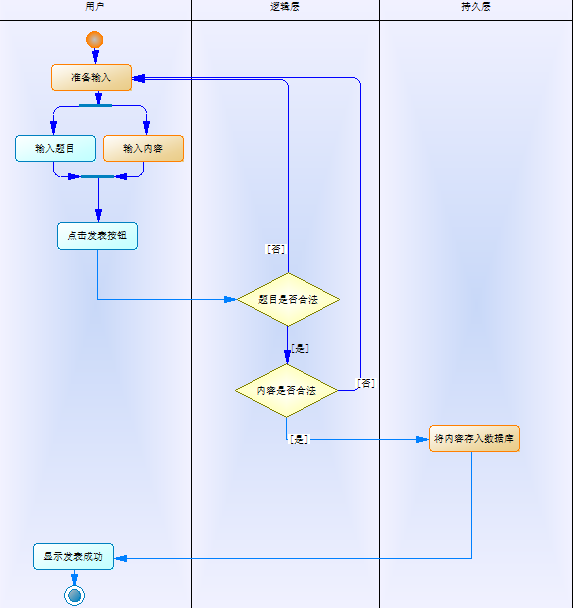 用户
逻辑层
持久层
准备输入
输入题目
输入内容
点击发表按钮
[否]
题目是否合法
[是]
内容是否合法
[否]
[是]
将内容存入数据库
显示发表成功